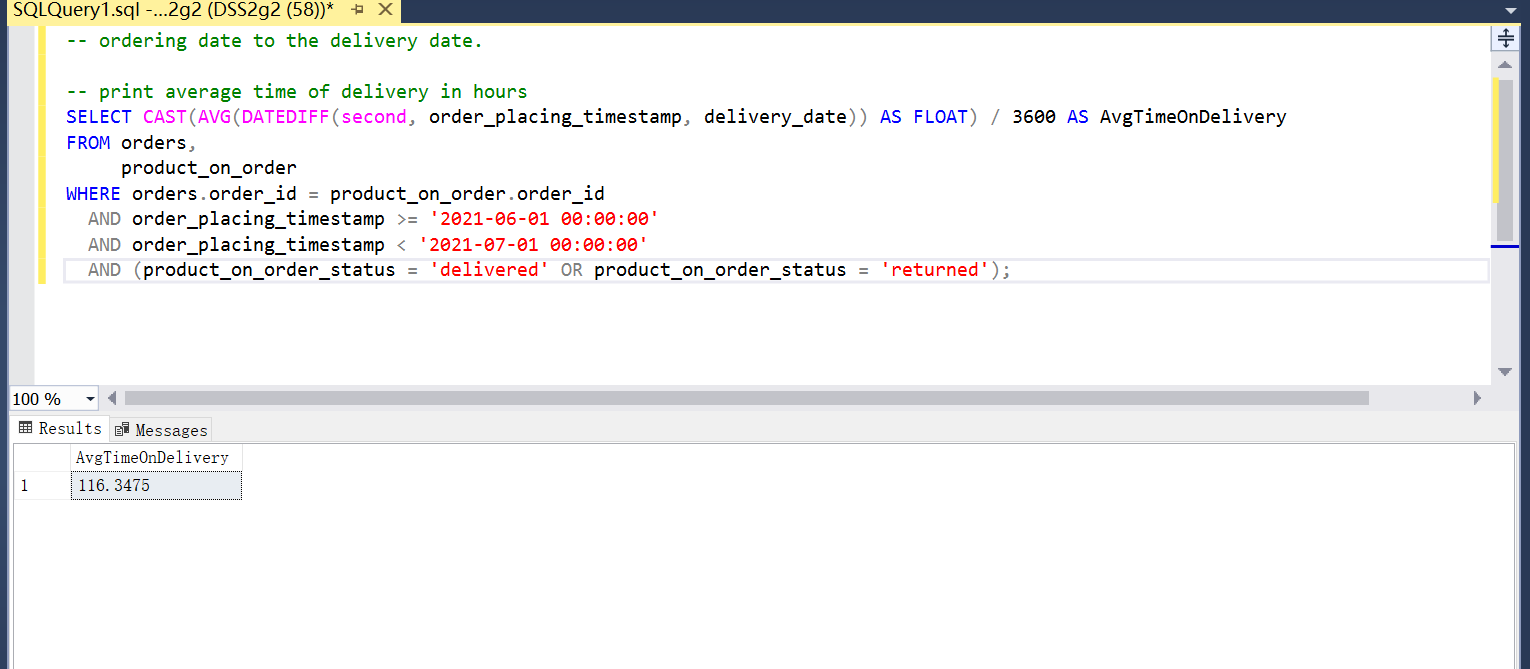 SQLQuery1.sql -...2g2 (DSS2g2 (58))*
-- ordering date to the delivery date.
-- print average time of delivery in hours
SELECT CAST(AVG(DATEDIFF(second, order_placing_timestamp, delivery_date)) AS FLOAT) / 3600 AS AvgTimeOnDelivery
FROM orders,
     product_on_order
WHERE orders.order_id = product_on_order.order_id
  AND order_placing_timestamp >= '2021-06-01 00:00:00'
  AND order_placing_timestamp < '2021-07-01 00:00:00'
  AND (product_on_order_status = 'delivered' OR product_on_order_status = 'returned');
100 %
Results Messages
AvgTimeOnDelivery
1 116.3475